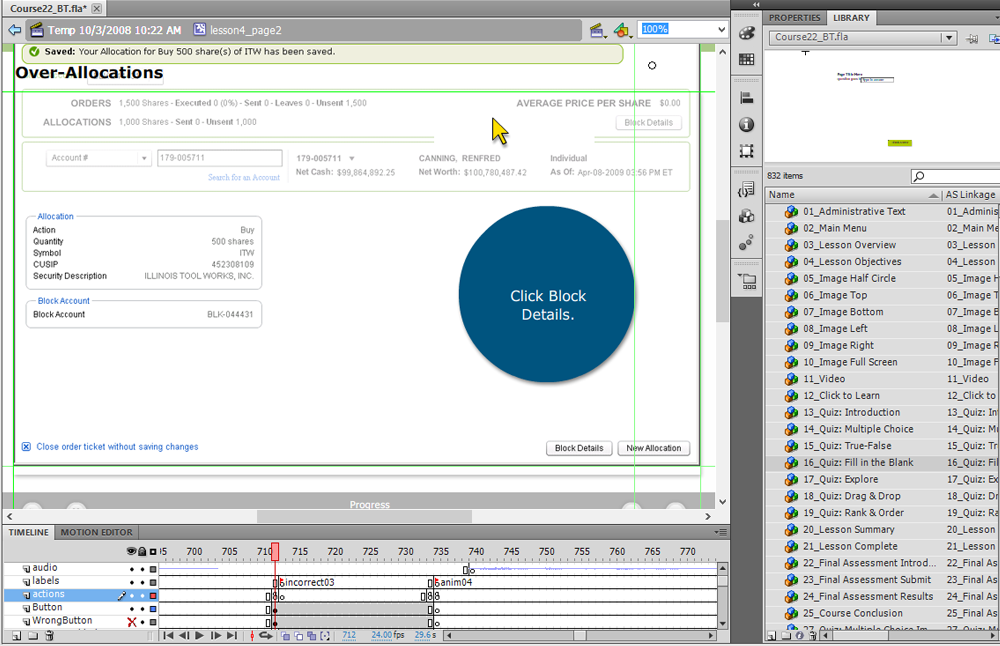 Course22_BT.fla*
Temp 10/3/2008 10:22 AM lesson4_page2 100%
Saved: Your Allocation for Buy 500 share(s) of ITW has been saved.
Over-Allocations
ORDERS 1,500 Shares - Executed 0 (0%) - Sent 0 - Leaves 0 - Unsent 1,500
AVERAGE PRICE PER SHARE $0.00
ALLOCATIONS 1,000 Shares - Sent 0 - Unsent 1,000
Block Details
Account # 179-005711 179-005711 CANNING, RENFRED Individual
Search for an Account Net Cash: $99,864,892.25 Net Worth: $100,780,487.42 As Of: Apr-08-2009 03:56 PM ET
Allocation
Action Buy
Quantity 500 shares
Symbol ITW
CUSIP 452308109
Security Description ILLINOIS TOOL WORKS, INC.
Block Account
Block Account BLK-044431
Click Block
Details.
Close order ticket without saving changes
Block Details New Allocation
Progress
TIMELINE MOTION EDITOR
700 705 710 715 720 725 730 735 740 745 750 755 760 765 770
audio
labels incorrect03 anim04
actions
Button
WrongButton
712 24.00 fps 29.6 s
PROPERTIES LIBRARY
Course22_BT.fla
832 items
Name AS Linkage
01_Administrative Text 01_Adminis
02_Main Menu 02_Main Me
03_Lesson Overview 03_Lesson
04_Lesson Objectives 04_Lesson
05_Image Half Circle 05_Image H
06_Image Top 06_Image T
07_Image Bottom 07_Image B
08_Image Left 08_Image L
09_Image Right 09_Image R
10_Image Full Screen 10_Image F
11_Video 11_Video
12_Click to Learn 12_Click to
13_Quiz: Introduction 13_Quiz: In
14_Quiz: Multiple Choice 14_Quiz: M
15_Quiz: True-False 15_Quiz: Tr
16_Quiz: Fill in the Blank 16_Quiz: Fil
17_Quiz: Explore 17_Quiz: Ex
18_Quiz: Drag & Drop 18_Quiz: Dr
19_Quiz: Rank & Order 19_Quiz: Ra
20_Lesson Summary 20_Lesson
21_Lesson Complete 21_Lesson
22_Final Assessment Introd... 22_Final As
23_Final Assessment Submit 23_Final As
24_Final Assessment Results 24_Final As
25_Course Conclusion 25_Course
27_Quiz: Multiple Choice Im... 27_Quiz: M